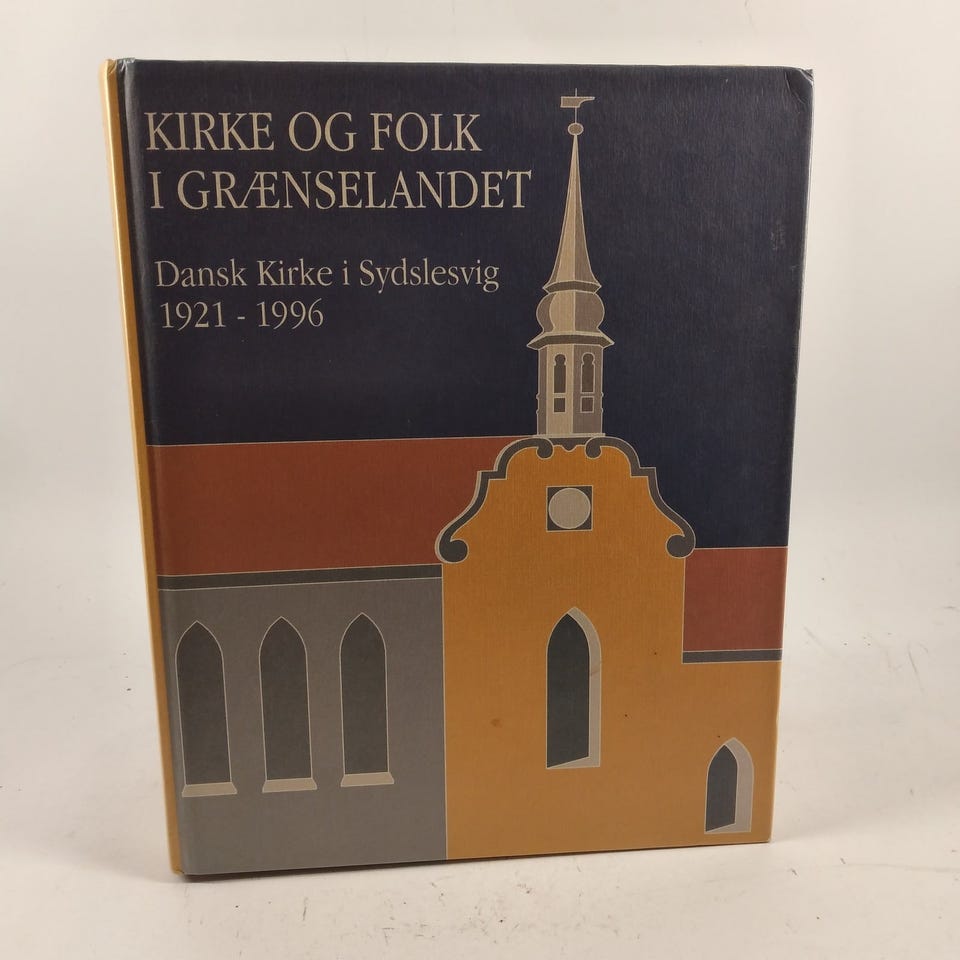 KIRKE OG FOLK
I GRÆNSELANDET
Dansk Kirke i Sydslesvig
1921 - 1996